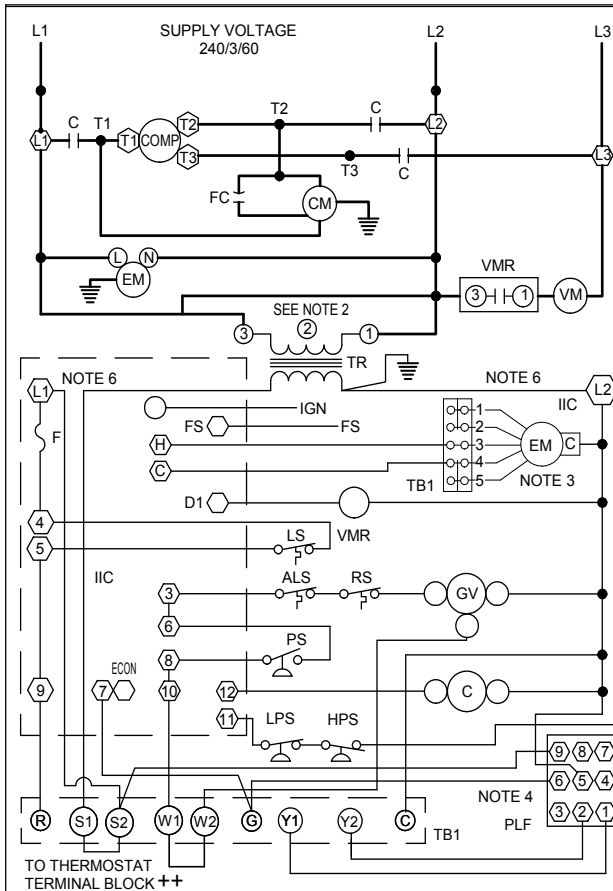 L1 SUPPLY VOLTAGE L2 L3
240/3/60
C T1 T2 C
L1 T1 COMP T2 L2
T3 T3 C L3
FC CM
L N
EM
VMR
3 1 VM
SEE NOTE 2
3 2 1
TR
NOTE 6 NOTE 6
L1 L2
IGN IIC
F FS FS
H 1 2 3 4 5 EM C
C TB1 NOTE 3
D1
4 LS VMR
5
IIC 3 ALS RS GV
6
8 PS
ECON
9 7 10 12 C
11 LPS HPS
9 8 7
6 5 4
NOTE 4
3 2 1
PLF
R S1 S2 W1 W2 G Y1 Y2 C
TB1
TO THERMOSTAT
TERMINAL BLOCK ++